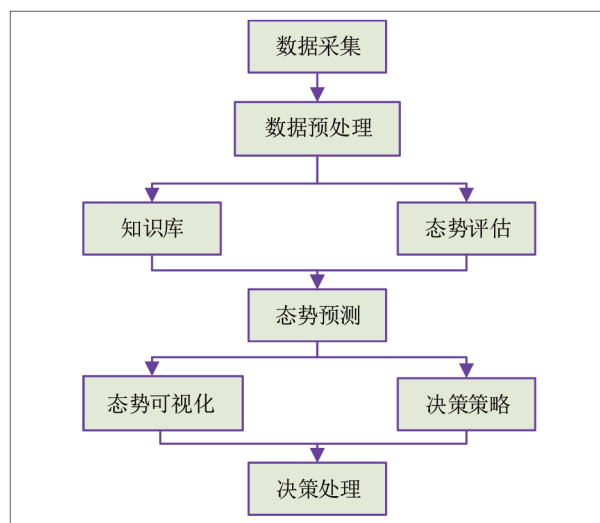 数据采集
数据预处理
知识库
态势评估
态势预测
态势可视化
决策策略
决策处理